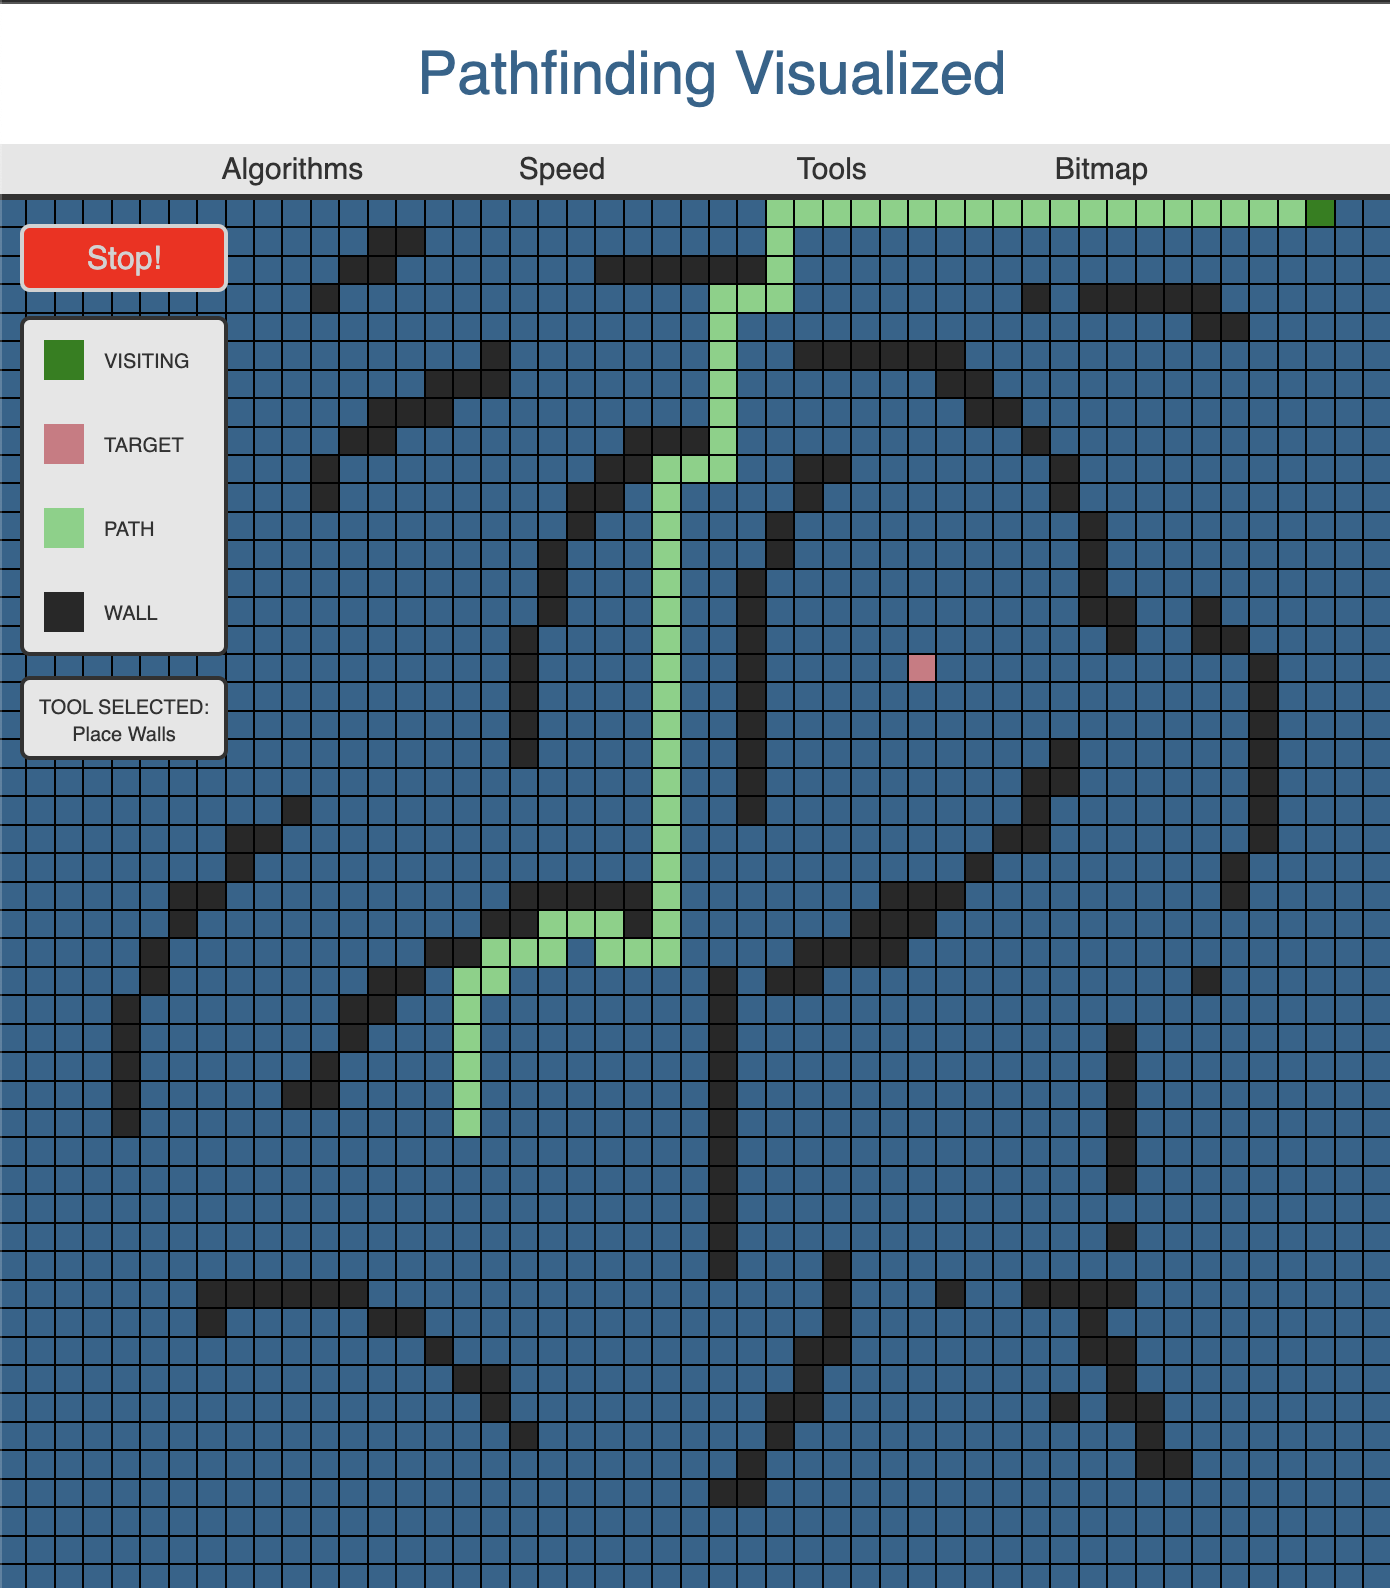 Pathfinding Visualized
Algorithms Speed Tools Bitmap
Stop!
VISITING
TARGET
PATH
WALL
TOOL SELECTED:
Place Walls